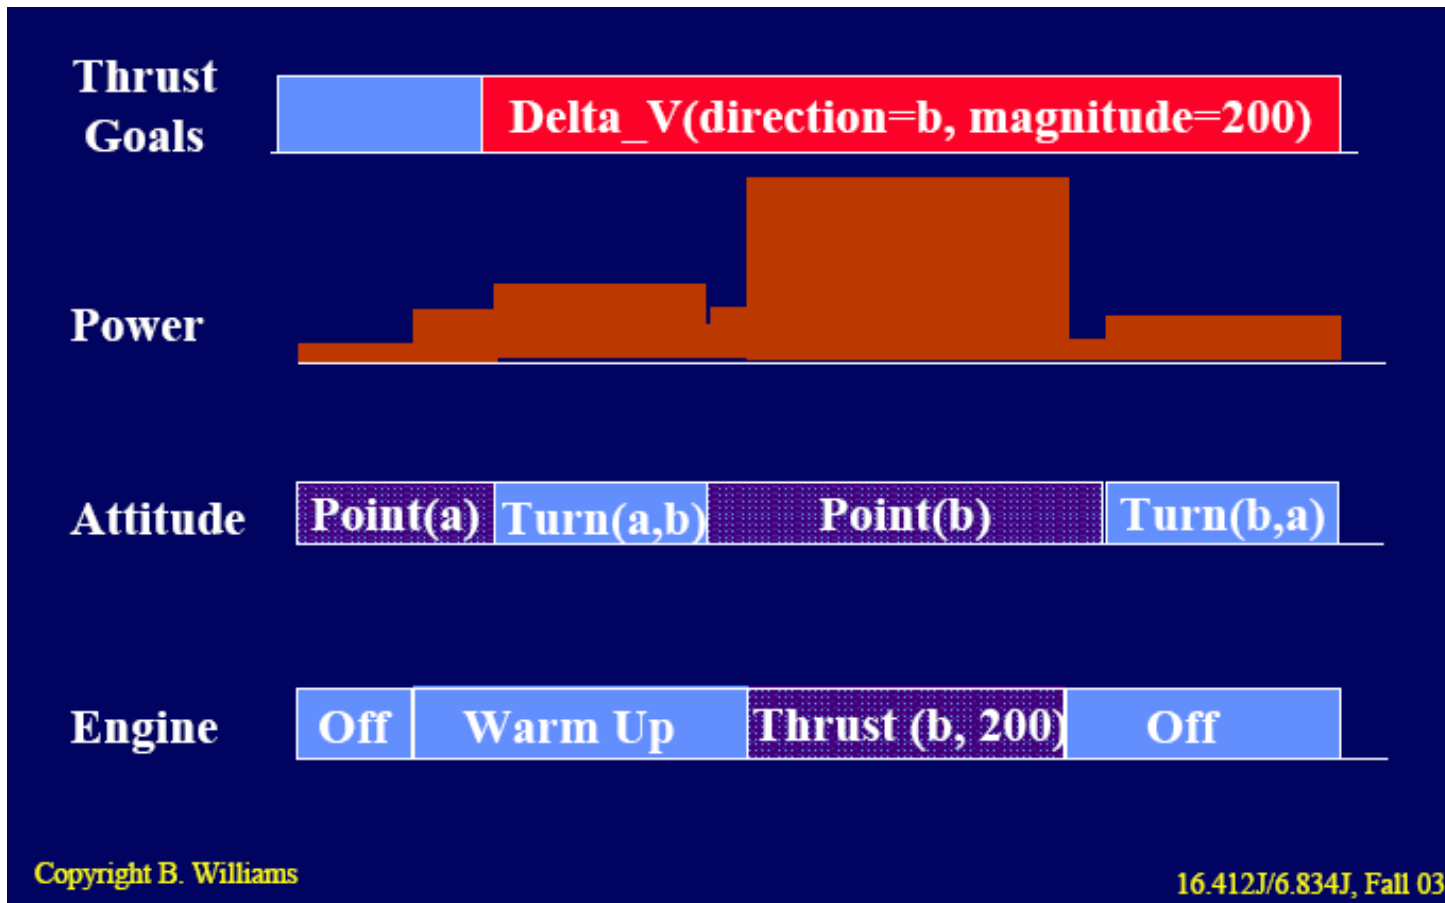 Thrust
Goals
Delta_V(direction=b, magnitude=200)
Power
Attitude
Point(a)
Turn(a,b)
Point(b)
Turn(b,a)
Engine
Off
Warm Up
Thrust (b, 200)
Off
Copyright B. Williams
16.412J/6.834J, Fall 03